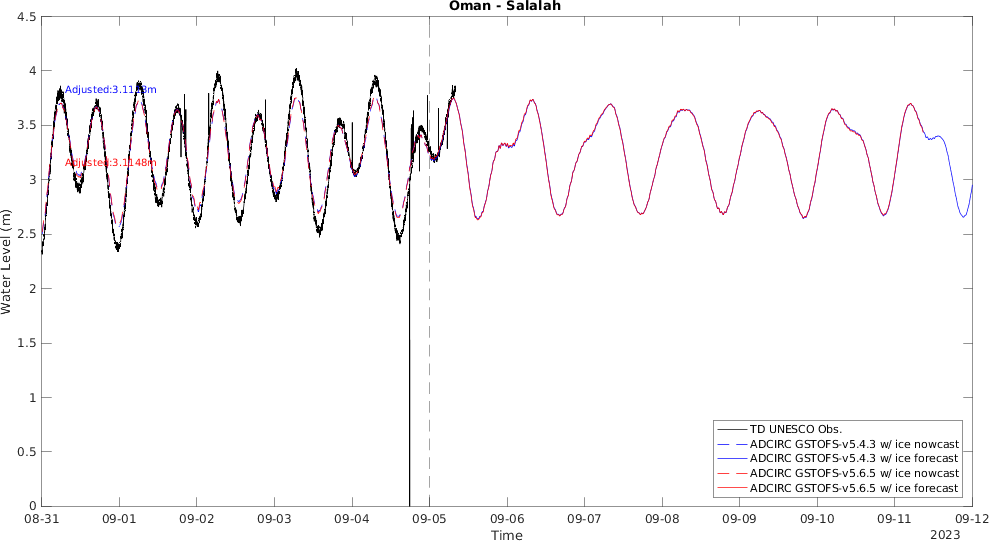 Oman - Salalah
Water Level (m)
4.5
4
3.5
3
2.5
2
1.5
1
0.5
0
Adjusted:3.1148m
08-31
09-01
09-02
09-03
09-04
09-05
09-06
09-07
09-08
09-09
09-10
09-11
09-12
Time
2023
TD UNESCO Obs.
ADCIRC GSTOFS-v5.4.3 w/ ice nowcast
ADCIRC GSTOFS-v5.4.3 w/ ice forecast
ADCIRC GSTOFS-v5.6.5 w/ ice nowcast
ADCIRC GSTOFS-v5.6.5 w/ ice forecast